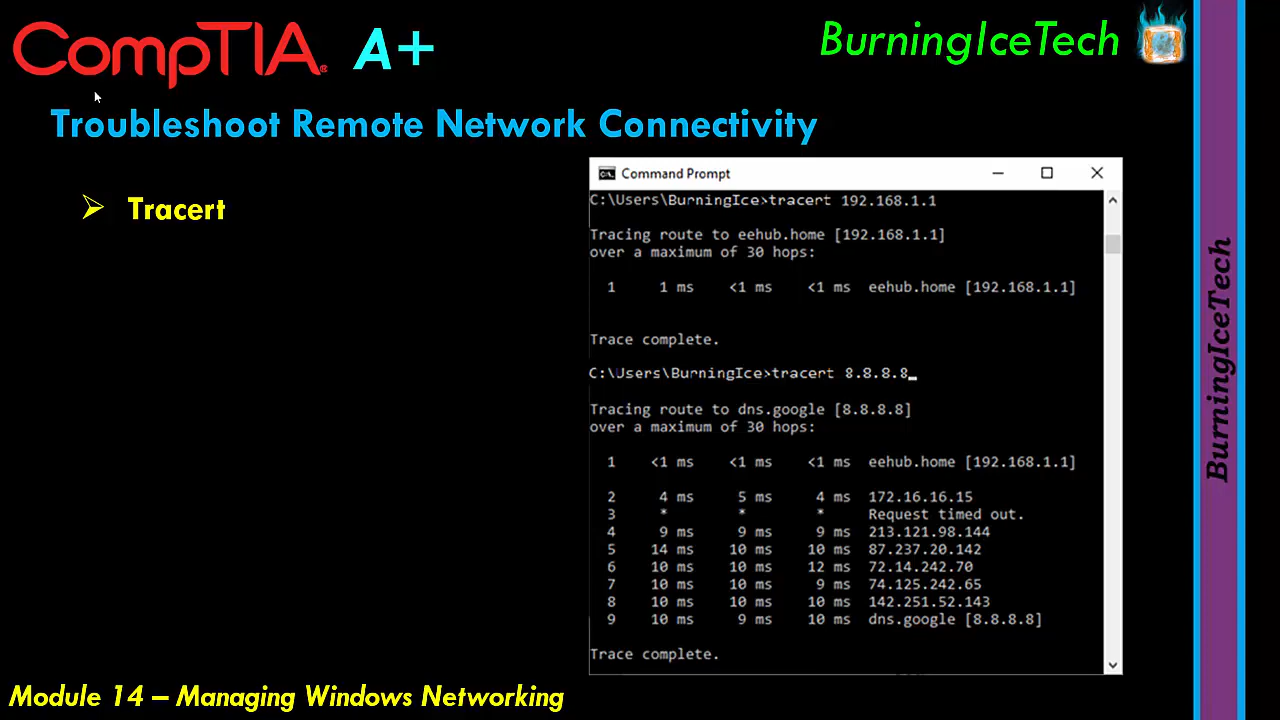 CompTIA® A+
BurningIceTech
Troubleshoot Remote Network Connectivity
Tracert
Command Prompt
C:\Users\BurningIce>tracert 192.168.1.1
Tracing route to eehub.home [192.168.1.1]
over a maximum of 30 hops:
1 1 ms <1 ms <1 ms eehub.home [192.168.1.1]
Trace complete.
C:\Users\BurningIce>tracert 8.8.8.8_
Tracing route to dns.google [8.8.8.8]
over a maximum of 30 hops:
1 <1 ms <1 ms <1 ms eehub.home [192.168.1.1]
2 4 ms 5 ms 4 ms 172.16.16.15
3 * * * Request timed out.
4 9 ms 9 ms 9 ms 213.121.98.144
5 14 ms 10 ms 10 ms 87.237.20.142
6 10 ms 10 ms 12 ms 72.14.242.70
7 10 ms 10 ms 9 ms 74.125.242.65
8 10 ms 10 ms 10 ms 142.251.52.143
9 10 ms 9 ms 10 ms dns.google [8.8.8.8]
Trace complete.
Module 14 – Managing Windows Networking
BurningIceTech